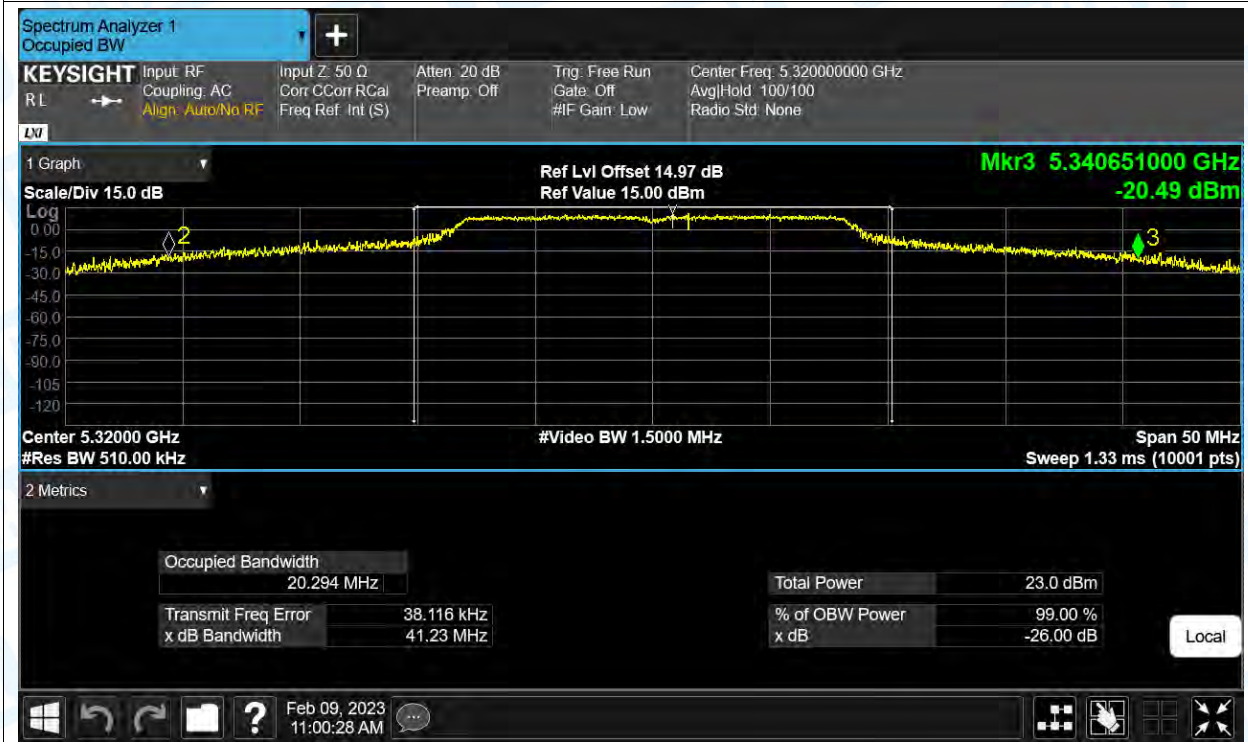 Spectrum Analyzer 1
Occupied BW
+
KEYSIGHT
R L
LXI
Input: RF
Coupling: AC
Align: Auto/No RF
Input Z: 50 Ω
Corr CCorr RCal
Freq Ref: Int (S)
Atten: 20 dB
Preamp: Off
Trig: Free Run
Gate: Off
#IF Gain: Low
Center Freq: 5.320000000 GHz
Avg|Hold: 100/100
Radio Std: None
1 Graph
Scale/Div 15.0 dB
Ref Lvl Offset 14.97 dB
Ref Value 15.00 dBm
Mkr3 5.340651000 GHz
-20.49 dBm
Log
0.00
-15.0
-30.0
-45.0
-60.0
-75.0
-90.0
-105
-120
2
1
3
Center 5.32000 GHz
#Video BW 1.5000 MHz
Span 50 MHz
#Res BW 510.00 kHz
Sweep 1.33 ms (10001 pts)
2 Metrics
Occupied Bandwidth
20.294 MHz
Total Power 23.0 dBm
Transmit Freq Error 38.116 kHz
% of OBW Power 99.00 %
x dB Bandwidth 41.23 MHz
x dB -26.00 dB
Local
?
Feb 09, 2023
11:00:28 AM